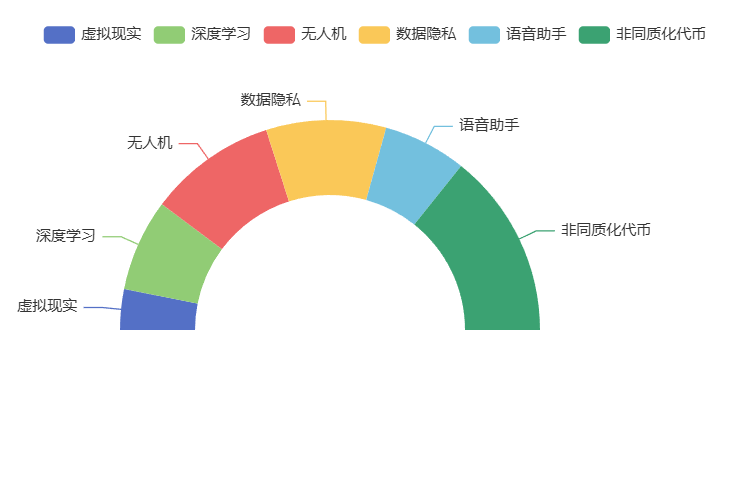 虚拟现实 深度学习 无人机 数据隐私 语音助手 非同质化代币
数据隐私
语音助手
无人机
非同质化代币
深度学习
虚拟现实